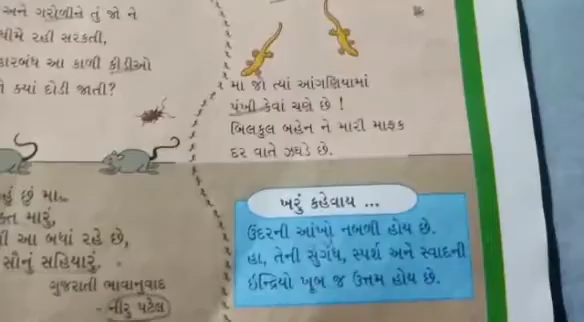 અને ગરોળીને તું જો ને
ધીમે રહી સરકતી,
હારબંધ આ કાળી કીડીઓ
ક્યાં દોડી જાતી?
મા જો ત્યાં આંગણિયામાં
પંખી કેવાં ચણે છે !
બિલકુલ બહેન ને મારી માફક
દર વાતે ઝઘડે છે.
હું છું મા..
મારું,
આ બધાં રહે છે,
સૌનું સહિયારું.
ગુજરાતી ભાવાનુવાદ
- નીરુ પટેલ
ખરું કહેવાય ...
ઉંદરની આંખો નબળી હોય છે.
હા, તેની સુગંધ, સ્પર્શ અને સ્વાદની
ઇન્દ્રિયો ખૂબ જ ઉત્તમ હોય છે.